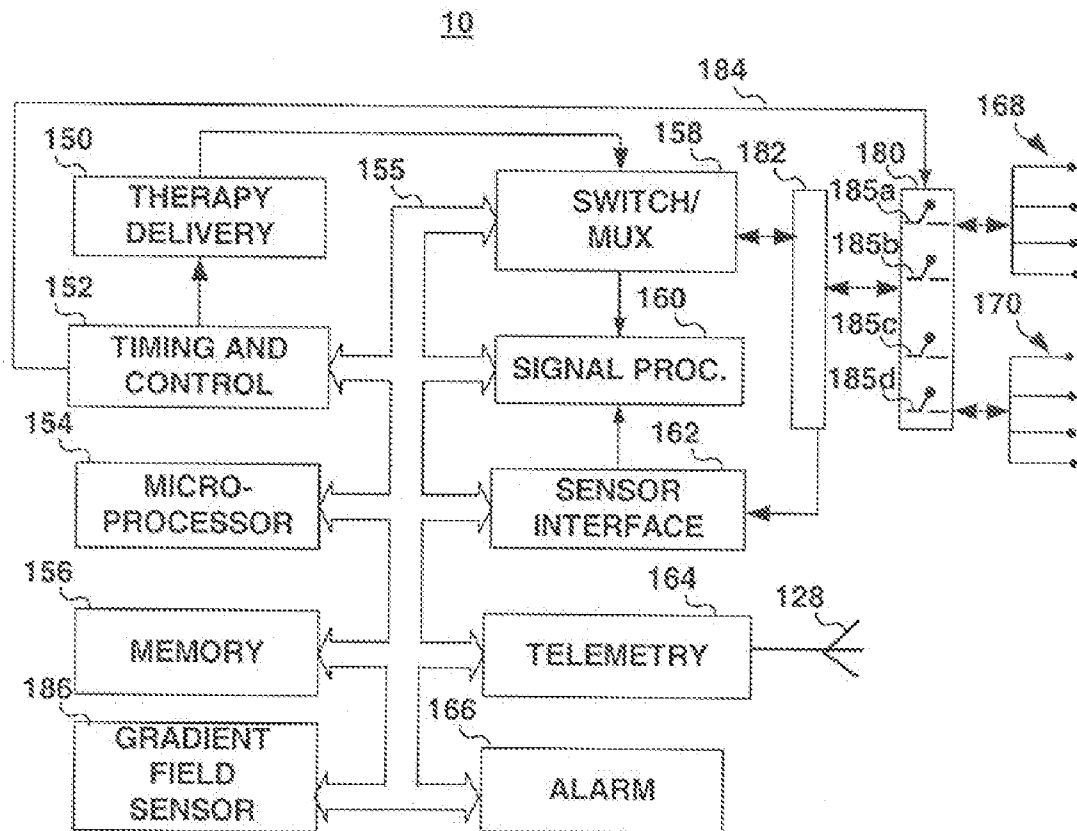 10
184
150
158
168
155
182
180
THERAPY
DELIVERY
SWITCH/
MUX
185a
185b
152
160
170
TIMING AND
CONTROL
SIGNAL PROC.
185c
185d
154
162
MICRO-
PROCESSOR
SENSOR
INTERFACE
156
164
128
MEMORY
TELEMETRY
186
166
GRADIENT
FIELD
SENSOR
ALARM